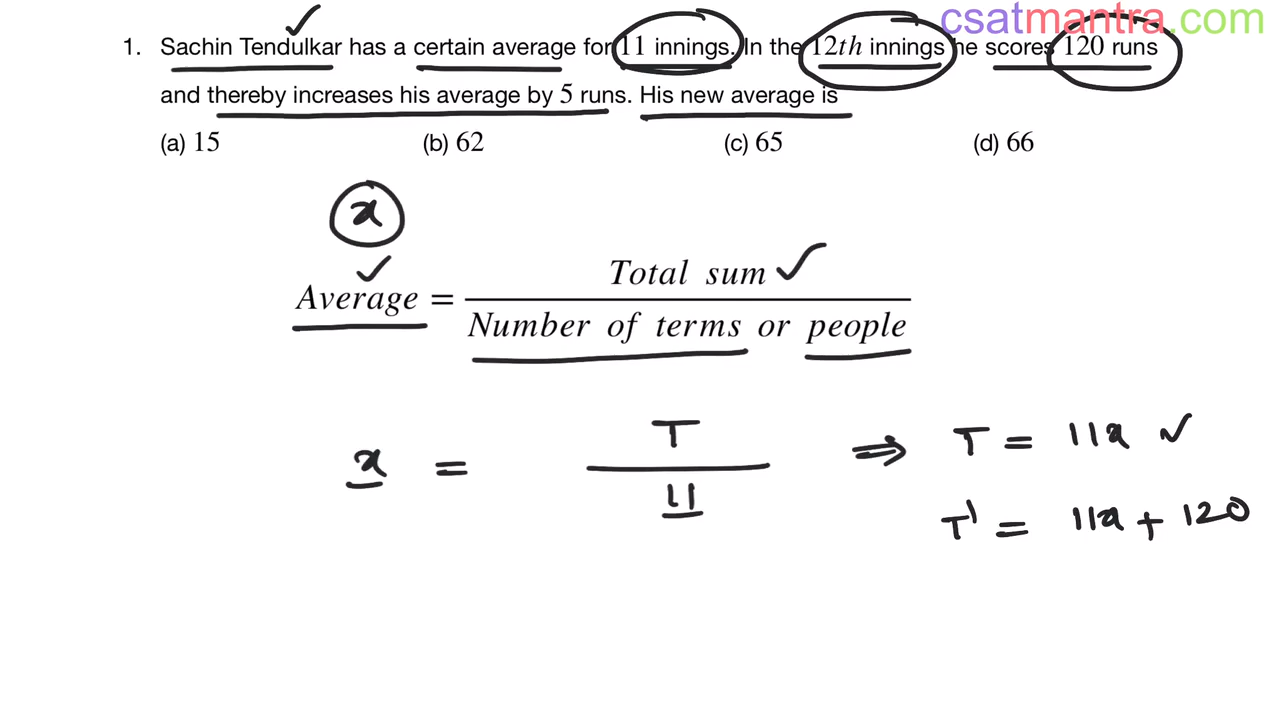 csatmantra.com
1. Sachin Tendulkar has a certain average for 11 innings. In the 12th innings he scores 120 runs
and thereby increases his average by 5 runs. His new average is
(a) 15 (b) 62 (c) 65 (d) 66
x
Average = Total sum
Number of terms or people
x = T / 11 ⇒ T = 11x
T' = 11x + 120